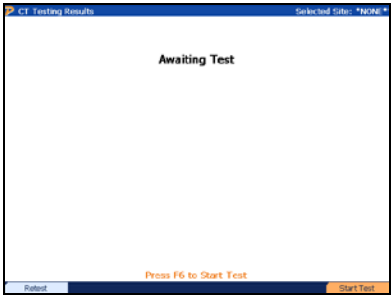 CT Testing Results Selected Site: *NONE*
Awaiting Test
Press F6 to Start Test
Retest Start Test